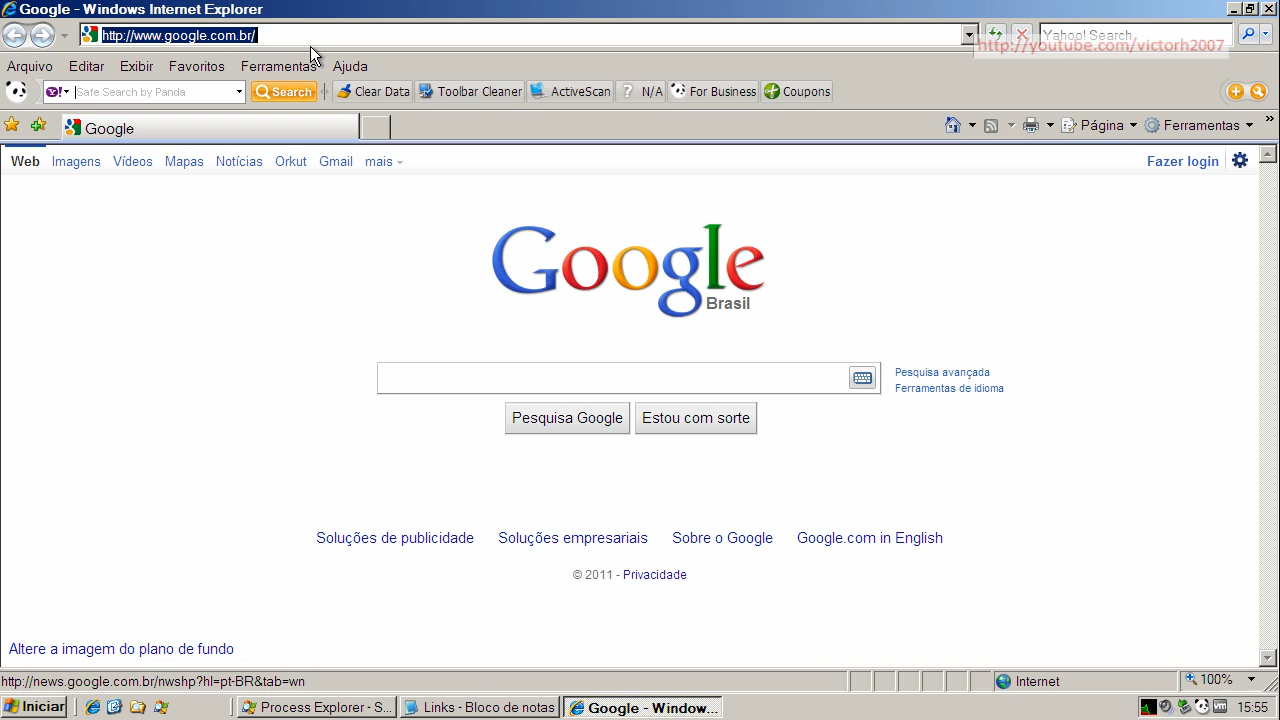 Google - Windows Internet Explorer
http://www.google.com.br/
Yahoo! Search
http://youtube.com/victorh2007
Arquivo Editar Exibir Favoritos Ferramentas Ajuda
Y! Safe Search by Panda Search Clear Data Toolbar Cleaner ActiveScan ? N/A For Business Coupons
Google Página Ferramentas
Web Imagens Vídeos Mapas Notícias Orkut Gmail mais Fazer login
Google
Brasil
Pesquisa avançada
Ferramentas de idioma
Pesquisa Google Estou com sorte
Soluções de publicidade Soluções empresariais Sobre o Google Google.com in English
© 2011 - Privacidade
Altere a imagem do plano de fundo
http://news.google.com.br/nwshp?hl=pt-BR&tab=wn Internet 100%
Iniciar Process Explorer - S... Links - Bloco de notas Google - Window... vm 15:55